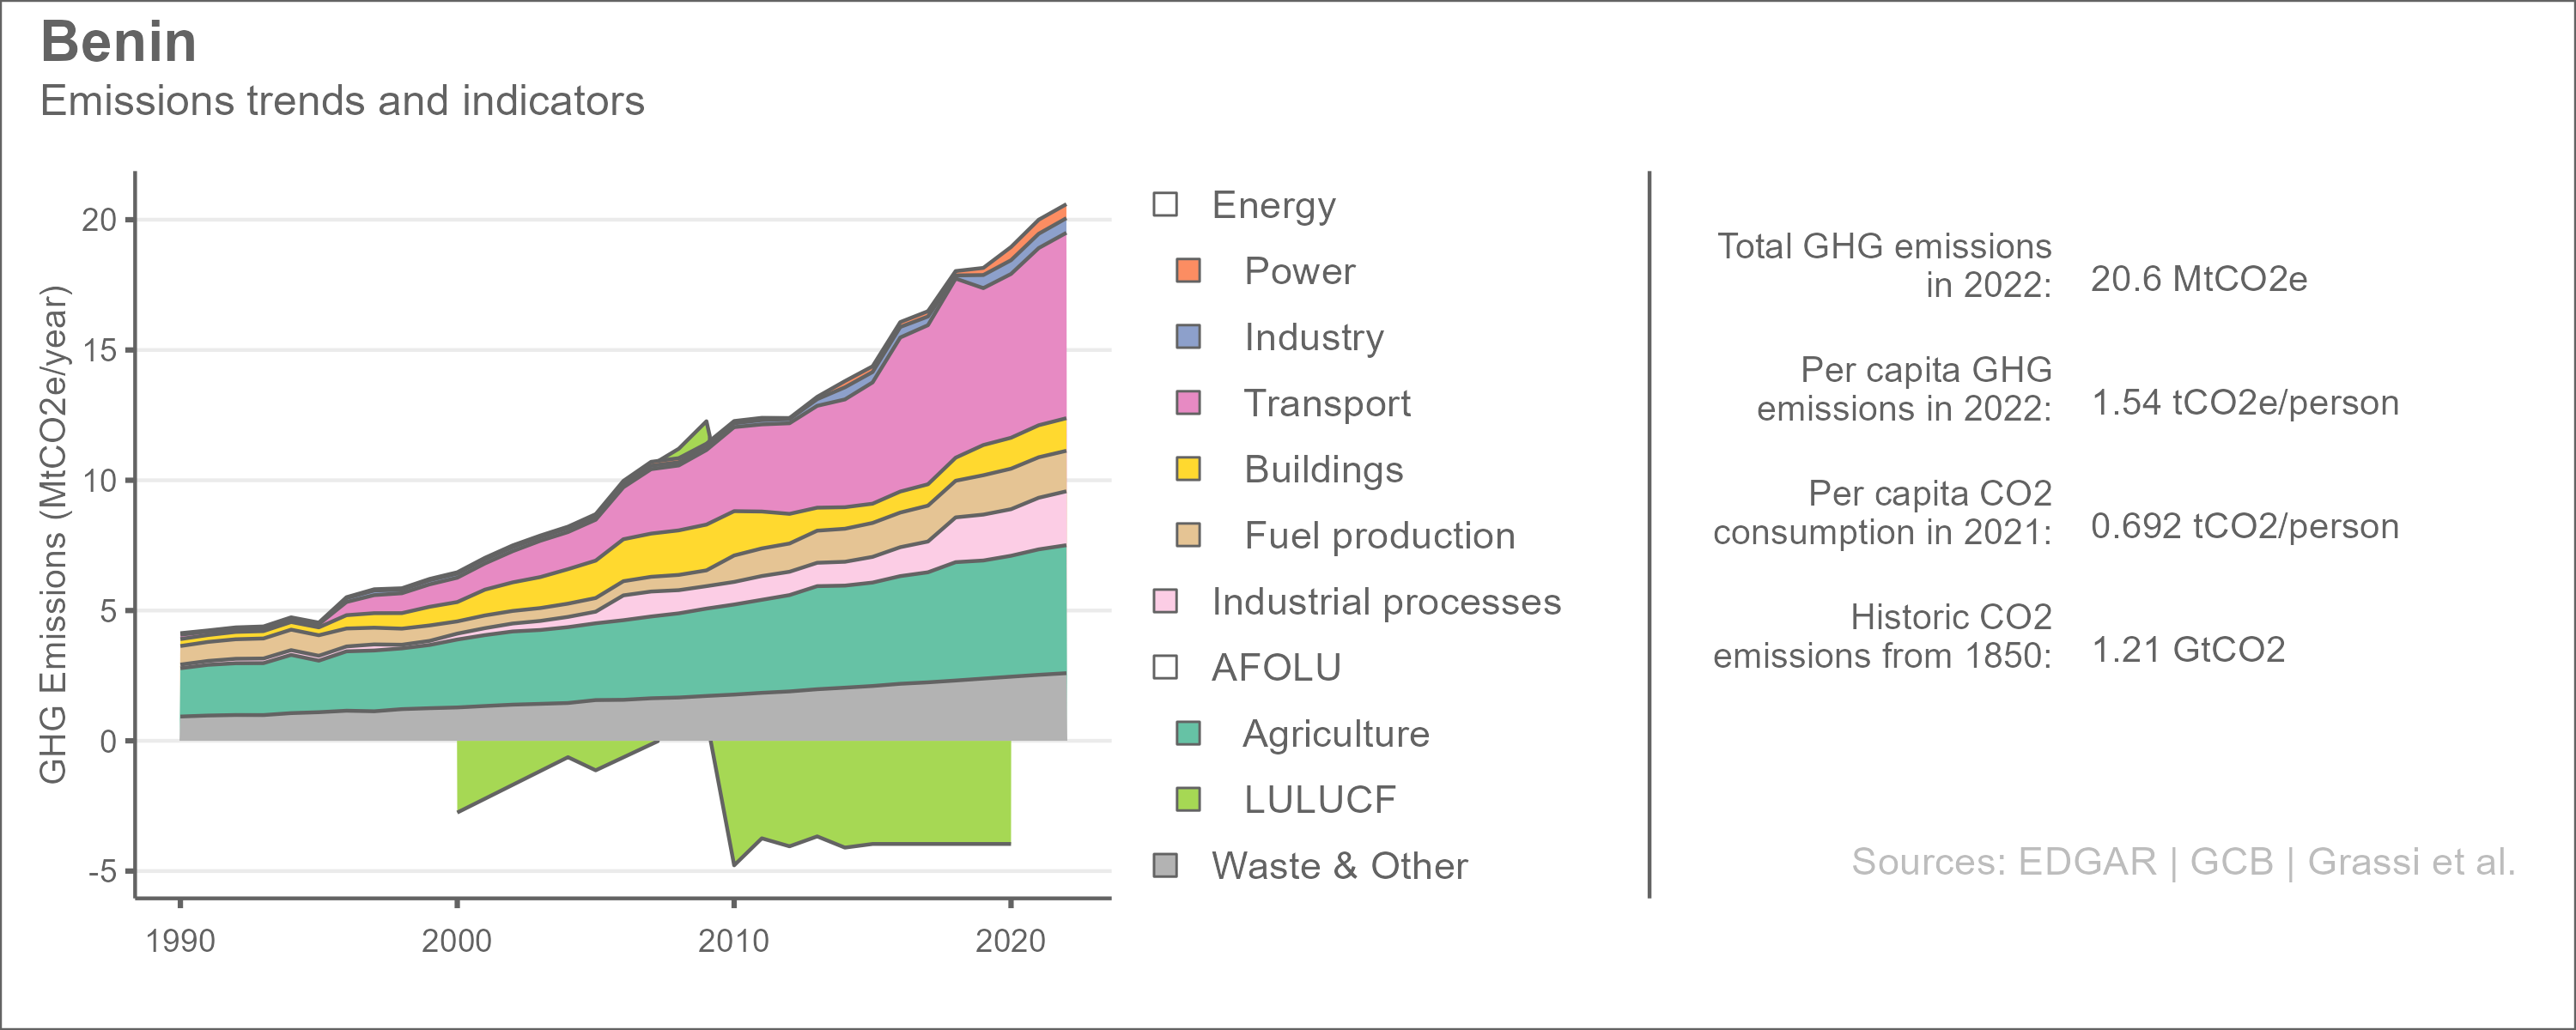 Benin
Emissions trends and indicators
GHG Emissions (MtCO2e/year)
20
15
10
5
0
-5
1990
2000
2010
2020
Energy
Power
Industry
Transport
Buildings
Fuel production
Industrial processes
AFOLU
Agriculture
LULUCF
Waste & Other
Total GHG emissions
in 2022:
20.6 MtCO2e
Per capita GHG
emissions in 2022:
1.54 tCO2e/person
Per capita CO2
consumption in 2021:
0.692 tCO2/person
Historic CO2
emissions from 1850:
1.21 GtCO2
Sources: EDGAR | GCB | Grassi et al.